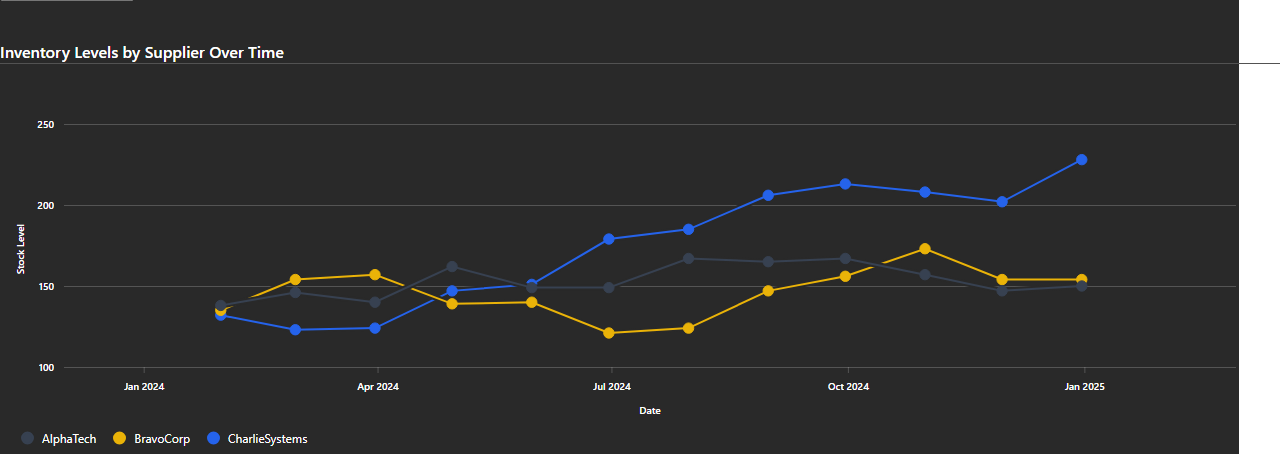 Inventory Levels by Supplier Over Time
250
200
150
100
Stock Level
Jan 2024 Apr 2024 Jul 2024 Oct 2024 Jan 2025
Date
AlphaTech BravoCorp CharlieSystems